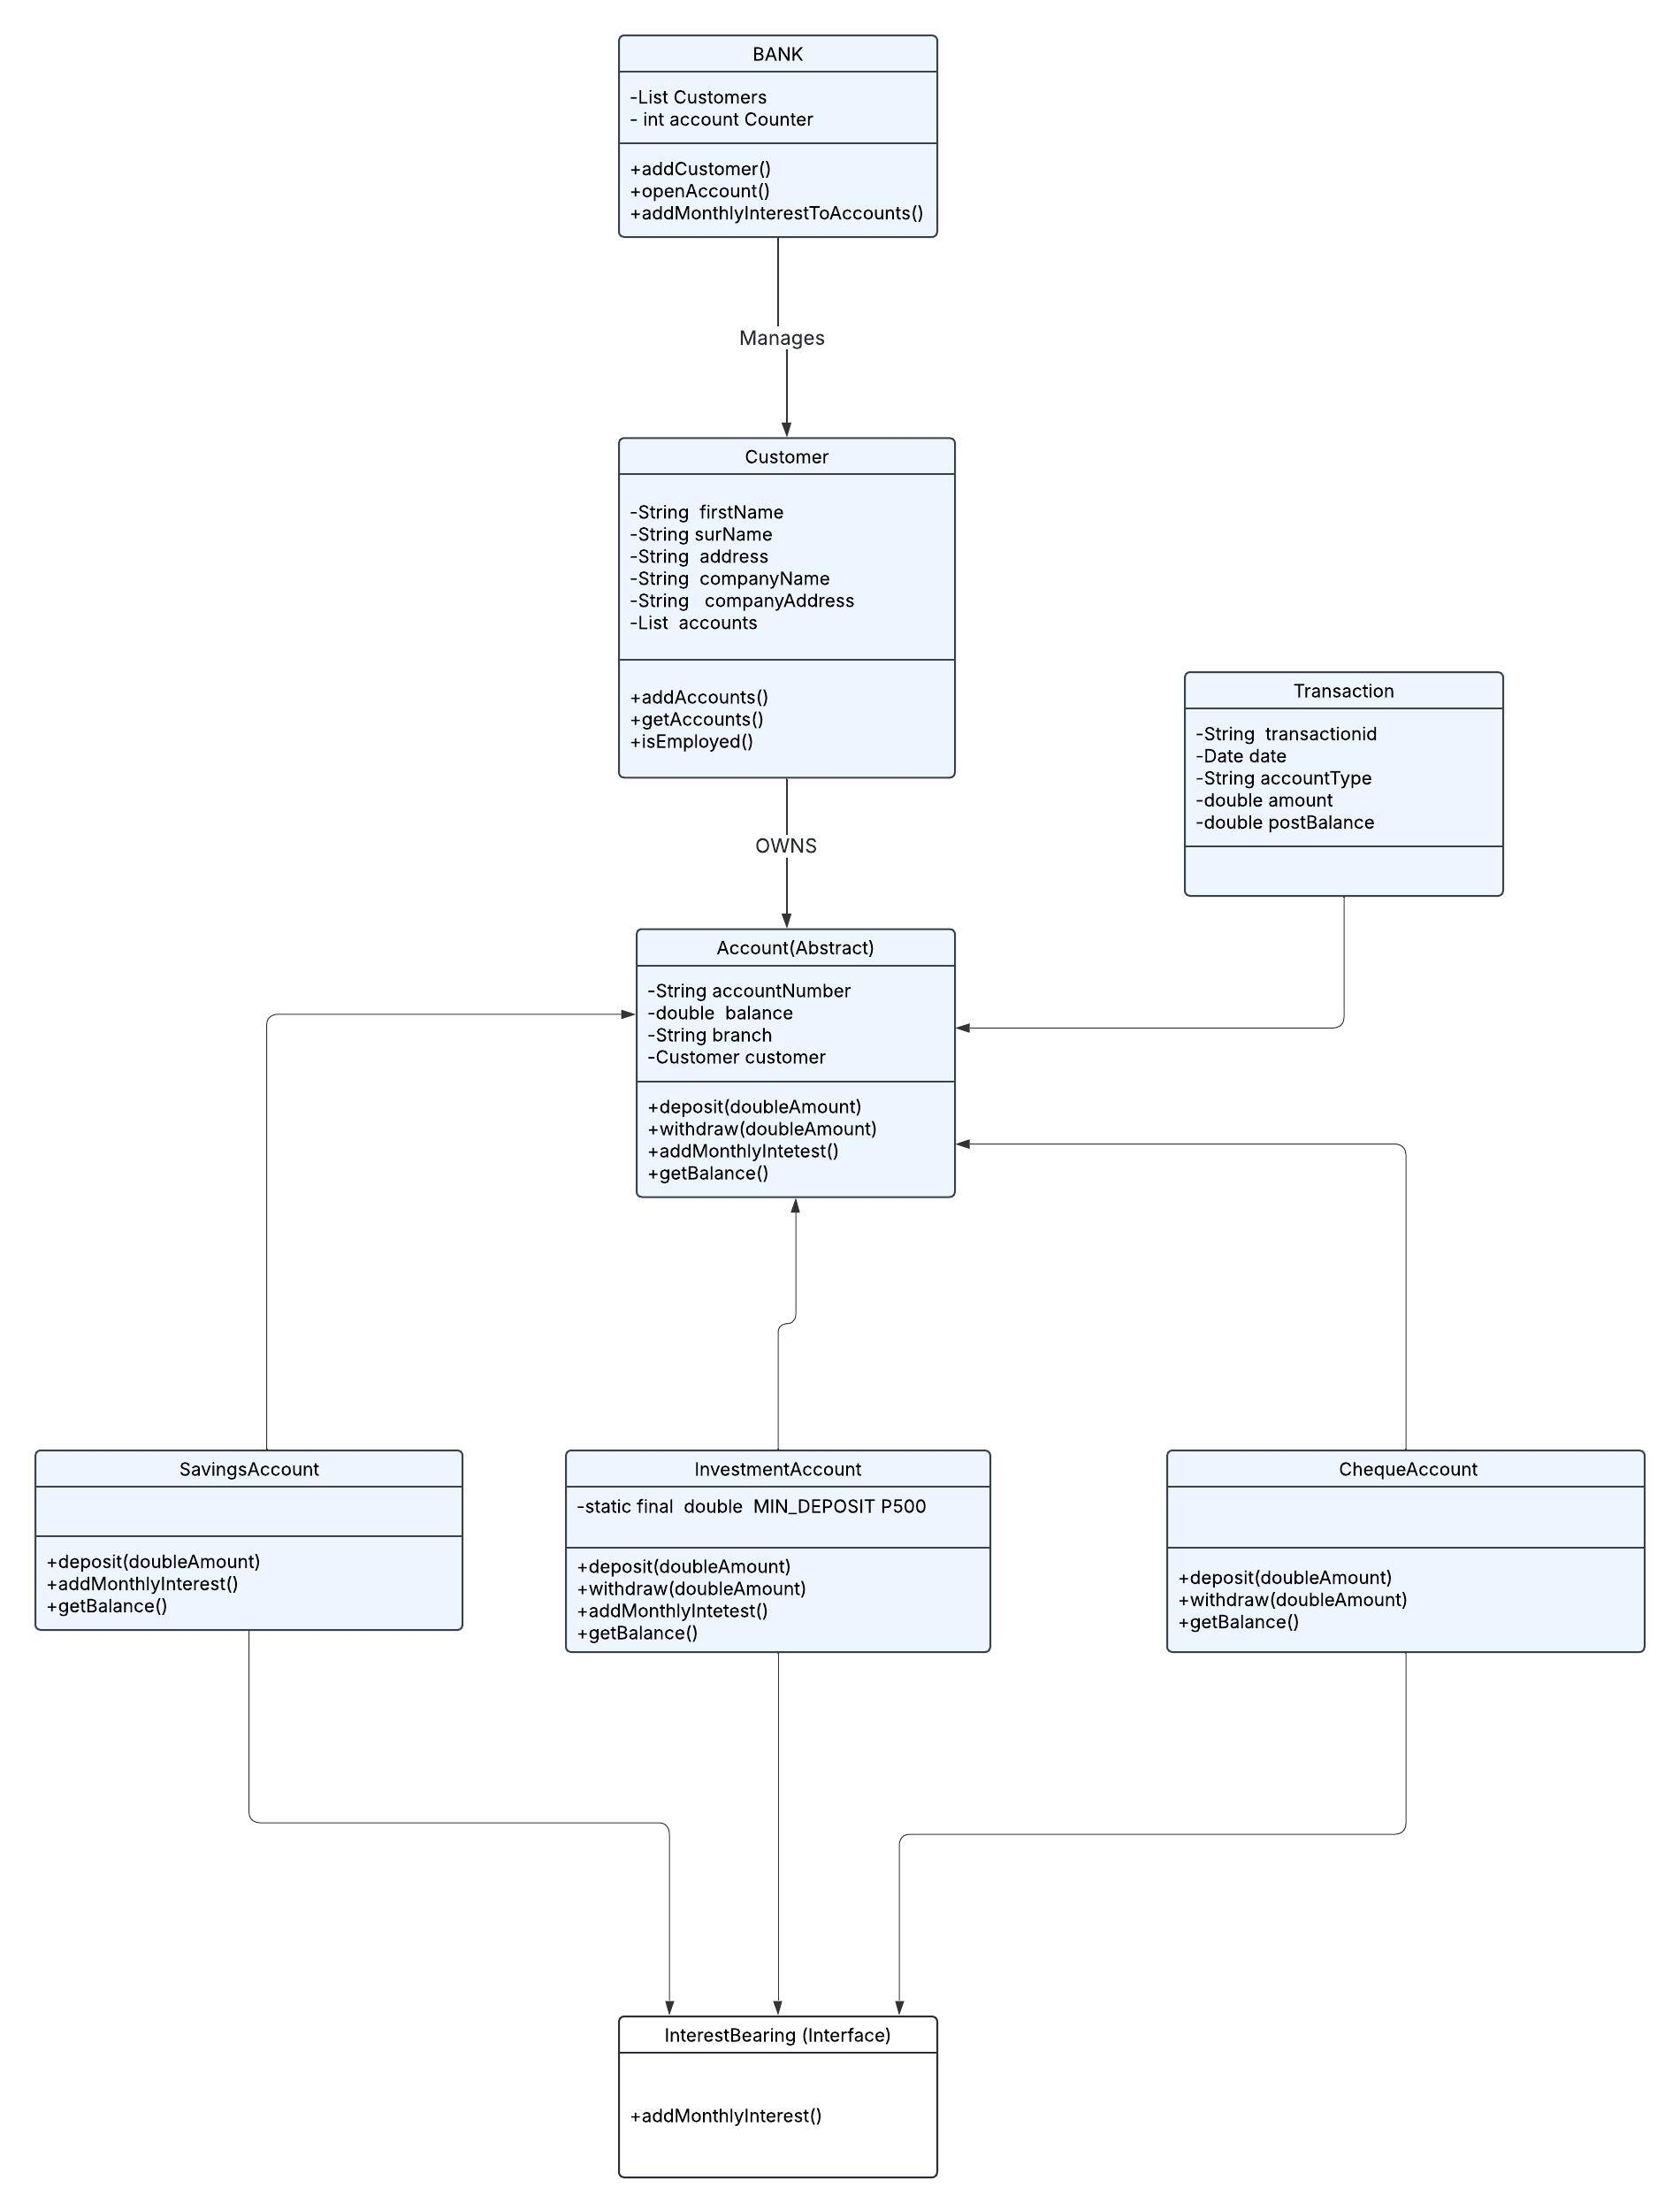 BANK
-List Customers
- int account Counter
+addCustomer()
+openAccount()
+addMonthlyInterestToAccounts()
Manages
Customer
-String  firstName
-String surName
-String  address
-String  companyName
-String   companyAddress
-List  accounts
+addAccounts()
+getAccounts()
+isEmployed()
Transaction
-String  transactionid
-Date date
-String accountType
-double amount
-double postBalance
OWNS
Account(Abstract)
-String accountNumber
-double  balance
-String branch
-Customer customer
+deposit(doubleAmount)
+withdraw(doubleAmount)
+addMonthlyIntetest()
+getBalance()
SavingsAccount
+deposit(doubleAmount)
+addMonthlyInterest()
+getBalance()
InvestmentAccount
-static final  double  MIN_DEPOSIT P500
+deposit(doubleAmount)
+withdraw(doubleAmount)
+addMonthlyIntetest()
+getBalance()
ChequeAccount
+deposit(doubleAmount)
+withdraw(doubleAmount)
+getBalance()
InterestBearing (Interface)
+addMonthlyInterest()